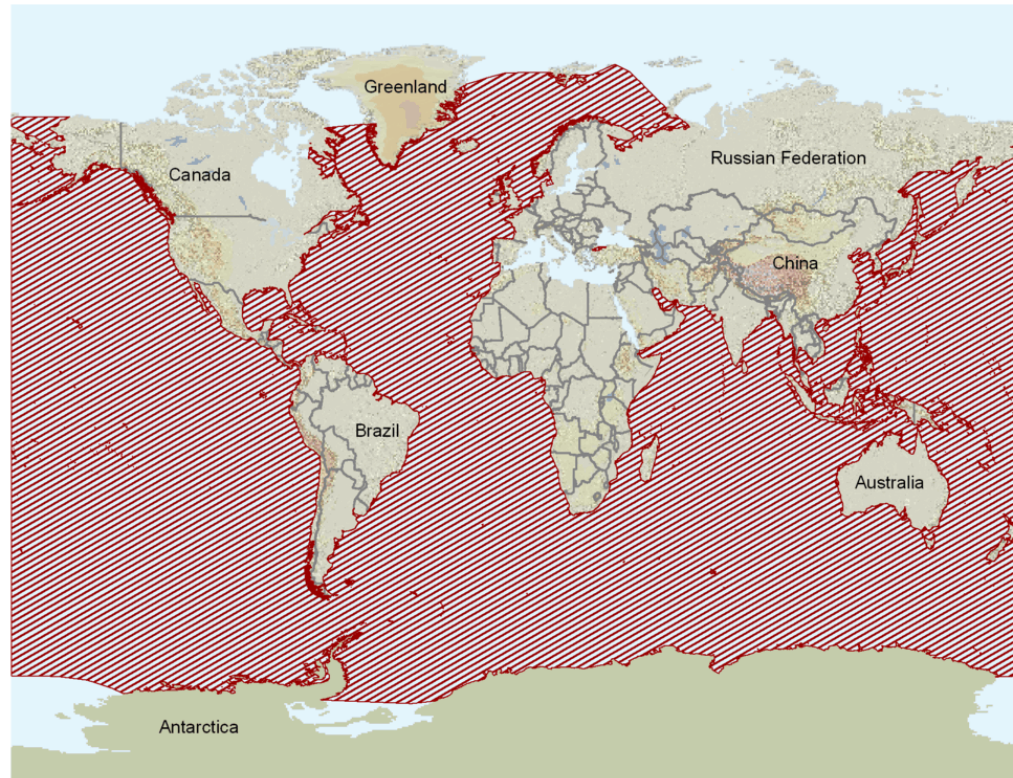 Greenland
Canada
Russian Federation
China
Brazil
Australia
Antarctica